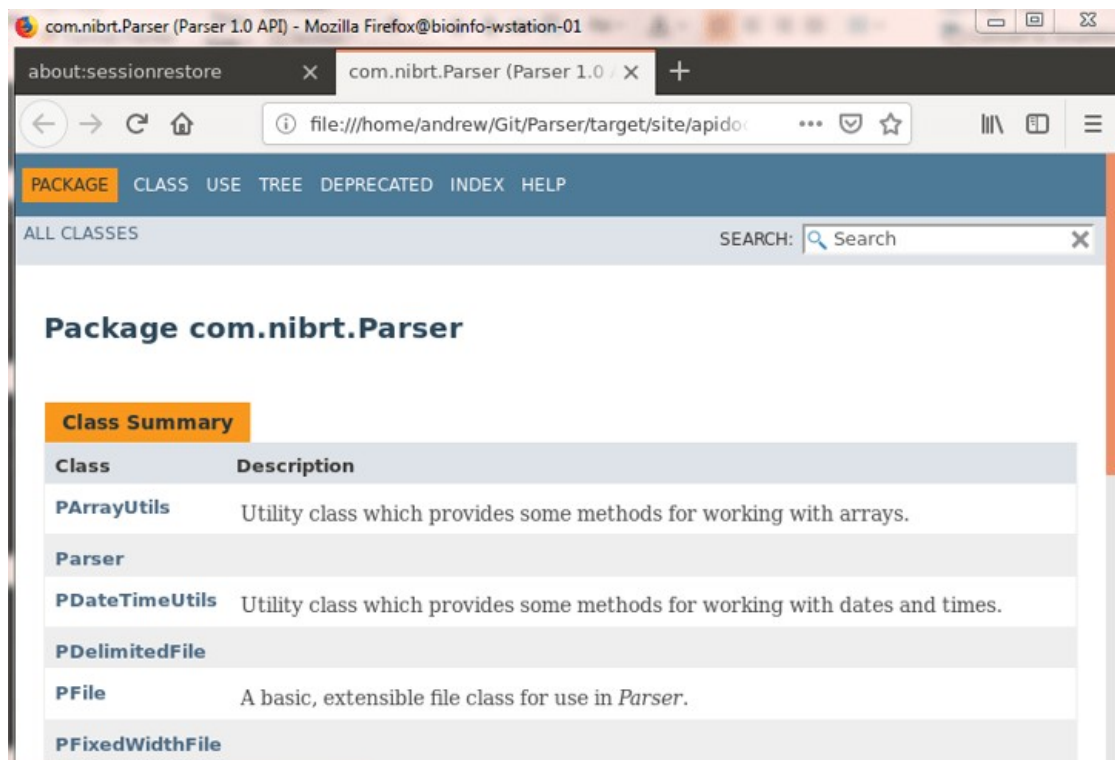 com.nibrt.Parser (Parser 1.0 API) - Mozilla Firefox@bioinfo-wstation-01
about:sessionrestore
com.nibrt.Parser (Parser 1.0
file:///home/andrew/Git/Parser/target/site/apido
PACKAGE CLASS USE TREE DEPRECATED INDEX HELP
ALL CLASSES
SEARCH: Search
Package com.nibrt.Parser
Class Summary
Class Description
PArrayUtils Utility class which provides some methods for working with arrays.
Parser
PDateTimeUtils Utility class which provides some methods for working with dates and times.
PDelimitedFile
PFile A basic, extensible file class for use in Parser.
PFixedWidthFile